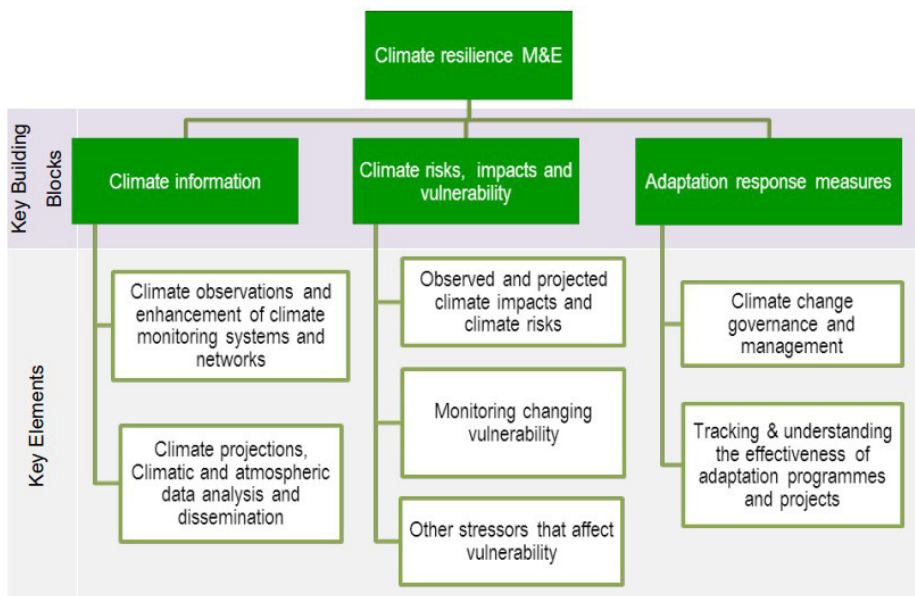 Climate resilience M&E
Key Building
Blocks
Climate information
Climate risks, impacts and
vulnerability
Adaptation response measures
Key Elements
Climate observations and
enhancement of climate
monitoring systems and
networks
Climate projections,
Climatic and atmospheric
data analysis and
dissemination
Observed and projected
climate impacts and
climate risks
Monitoring changing
vulnerability
Other stressors that affect
vulnerability
Climate change
governance and
management
Tracking & understanding
the effectiveness of
adaptation programmes
and projects